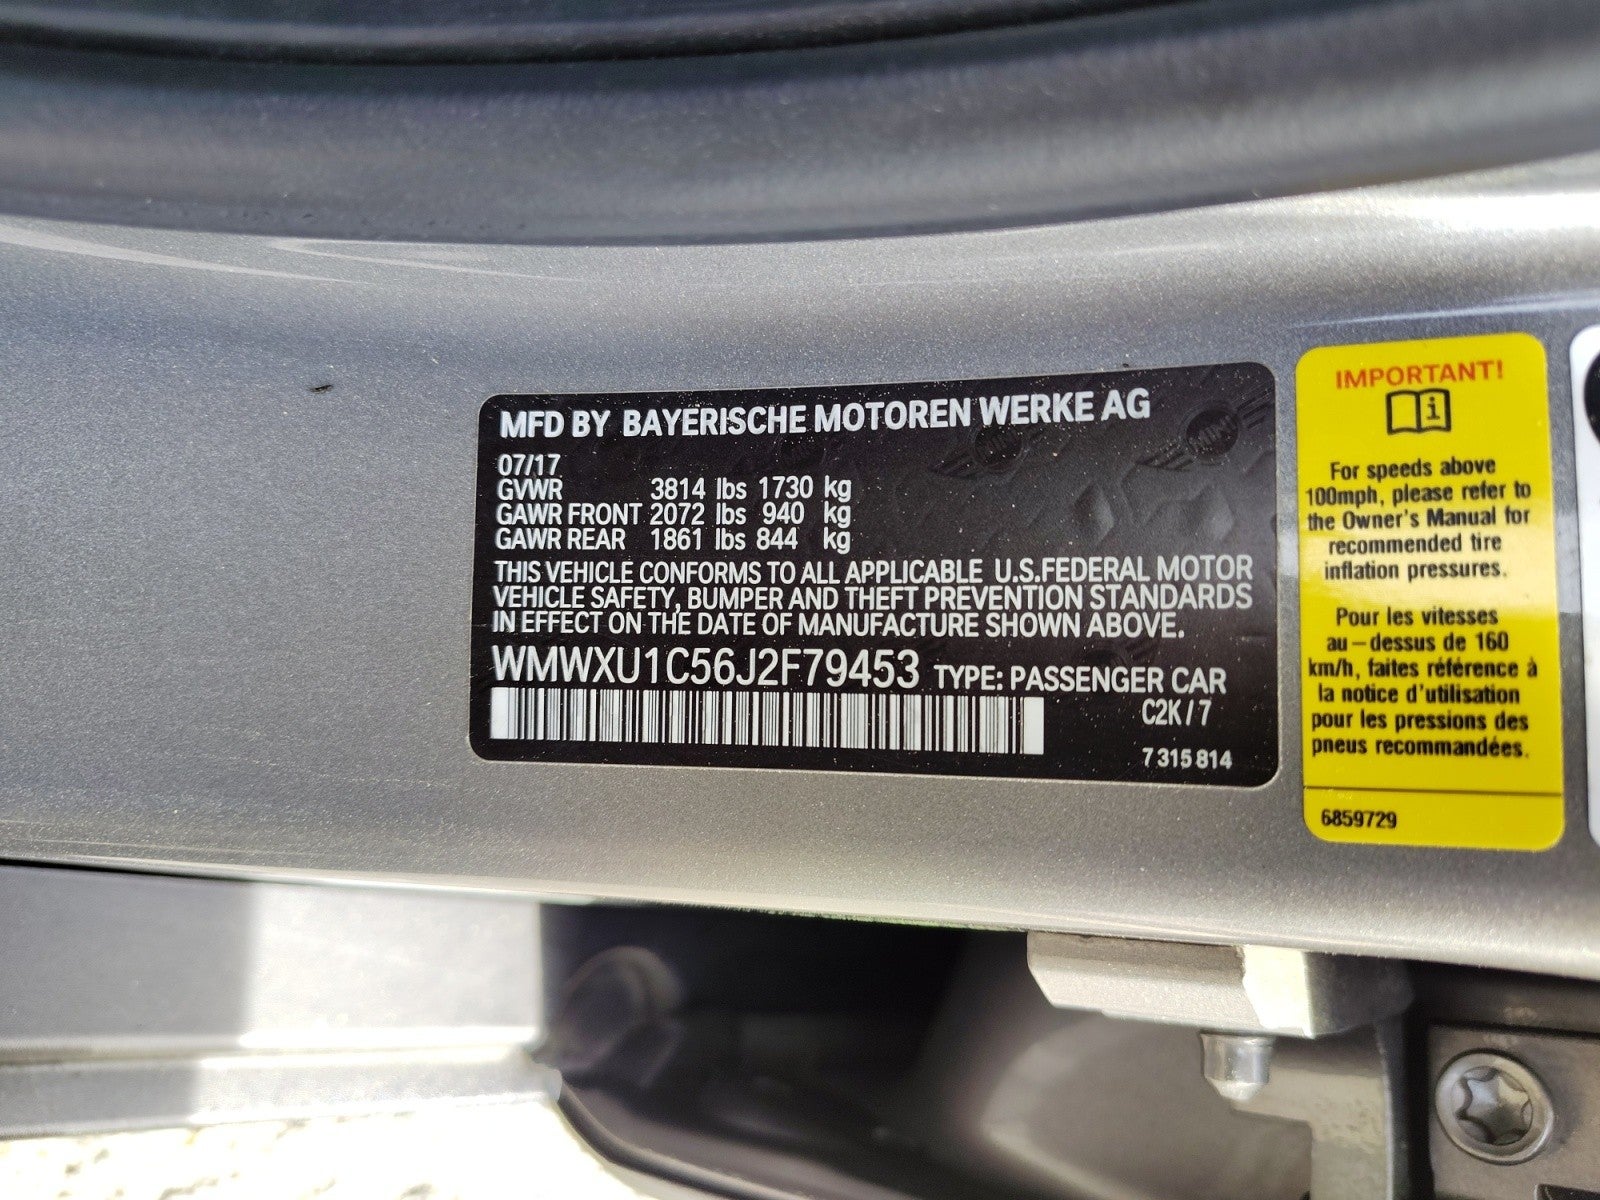 MFD BY BAYERISCHE MOTOREN WERKE AG
07/17
GVWR 3814 lbs 1730 kg
GAWR FRONT 2072 lbs 940 kg
GAWR REAR 1861 lbs 844 kg
THIS VEHICLE CONFORMS TO ALL APPLICABLE U.S.FEDERAL MOTOR
VEHICLE SAFETY, BUMPER AND THEFT PREVENTION STANDARDS
IN EFFECT ON THE DATE OF MANUFACTURE SHOWN ABOVE.
WMWXU1C56J2F79453 TYPE: PASSENGER CAR
C2K / 7
7 315 814
IMPORTANT!
For speeds above
100mph, please refer to
the Owner's Manual for
recommended tire
inflation pressures.
Pour les vitesses
au-dessus de 160
km/h, faites référence à
la notice d'utilisation
pour les pressions des
pneus recommandées.
6859729